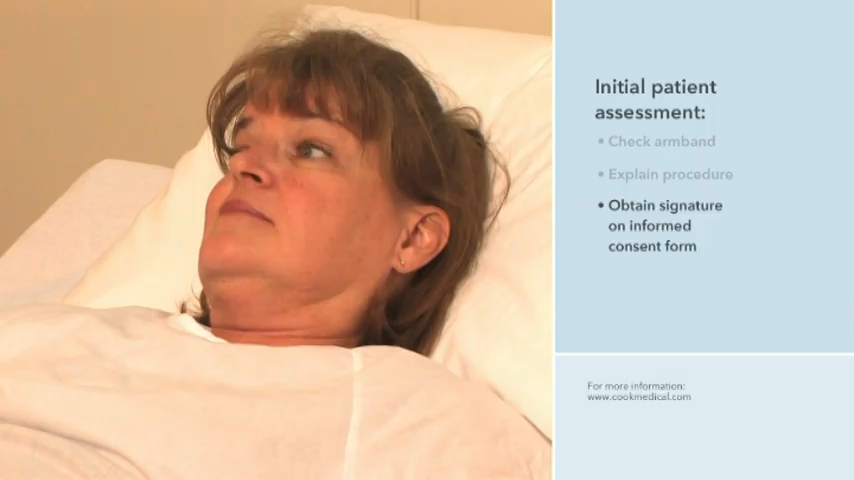 Initial patient
assessment:
• Check armband
• Explain procedure
• Obtain signature
on informed
consent form
For more information:
www.cookmedical.com